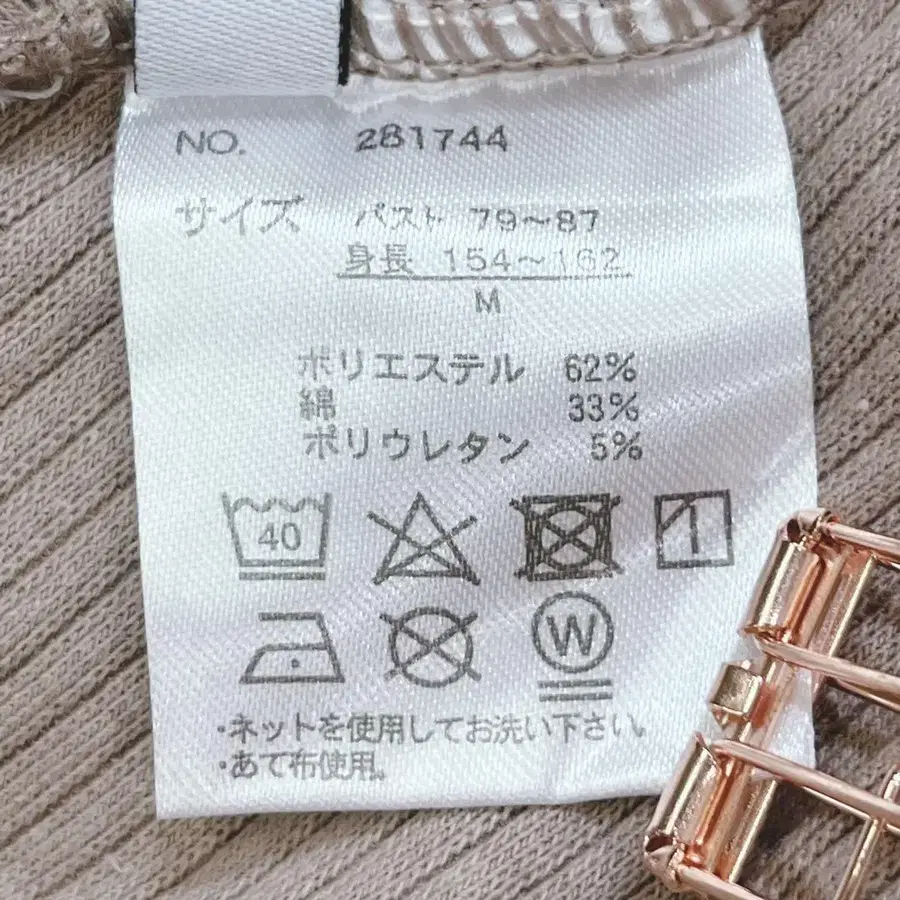 NO. 281744
サイズ バスト 79~87
身長 154~162
M
ポリエステル 62%
綿 33%
ポリウレタン 5%
40
W
・ネットを使用してお洗い下さい。
・あて布使用。